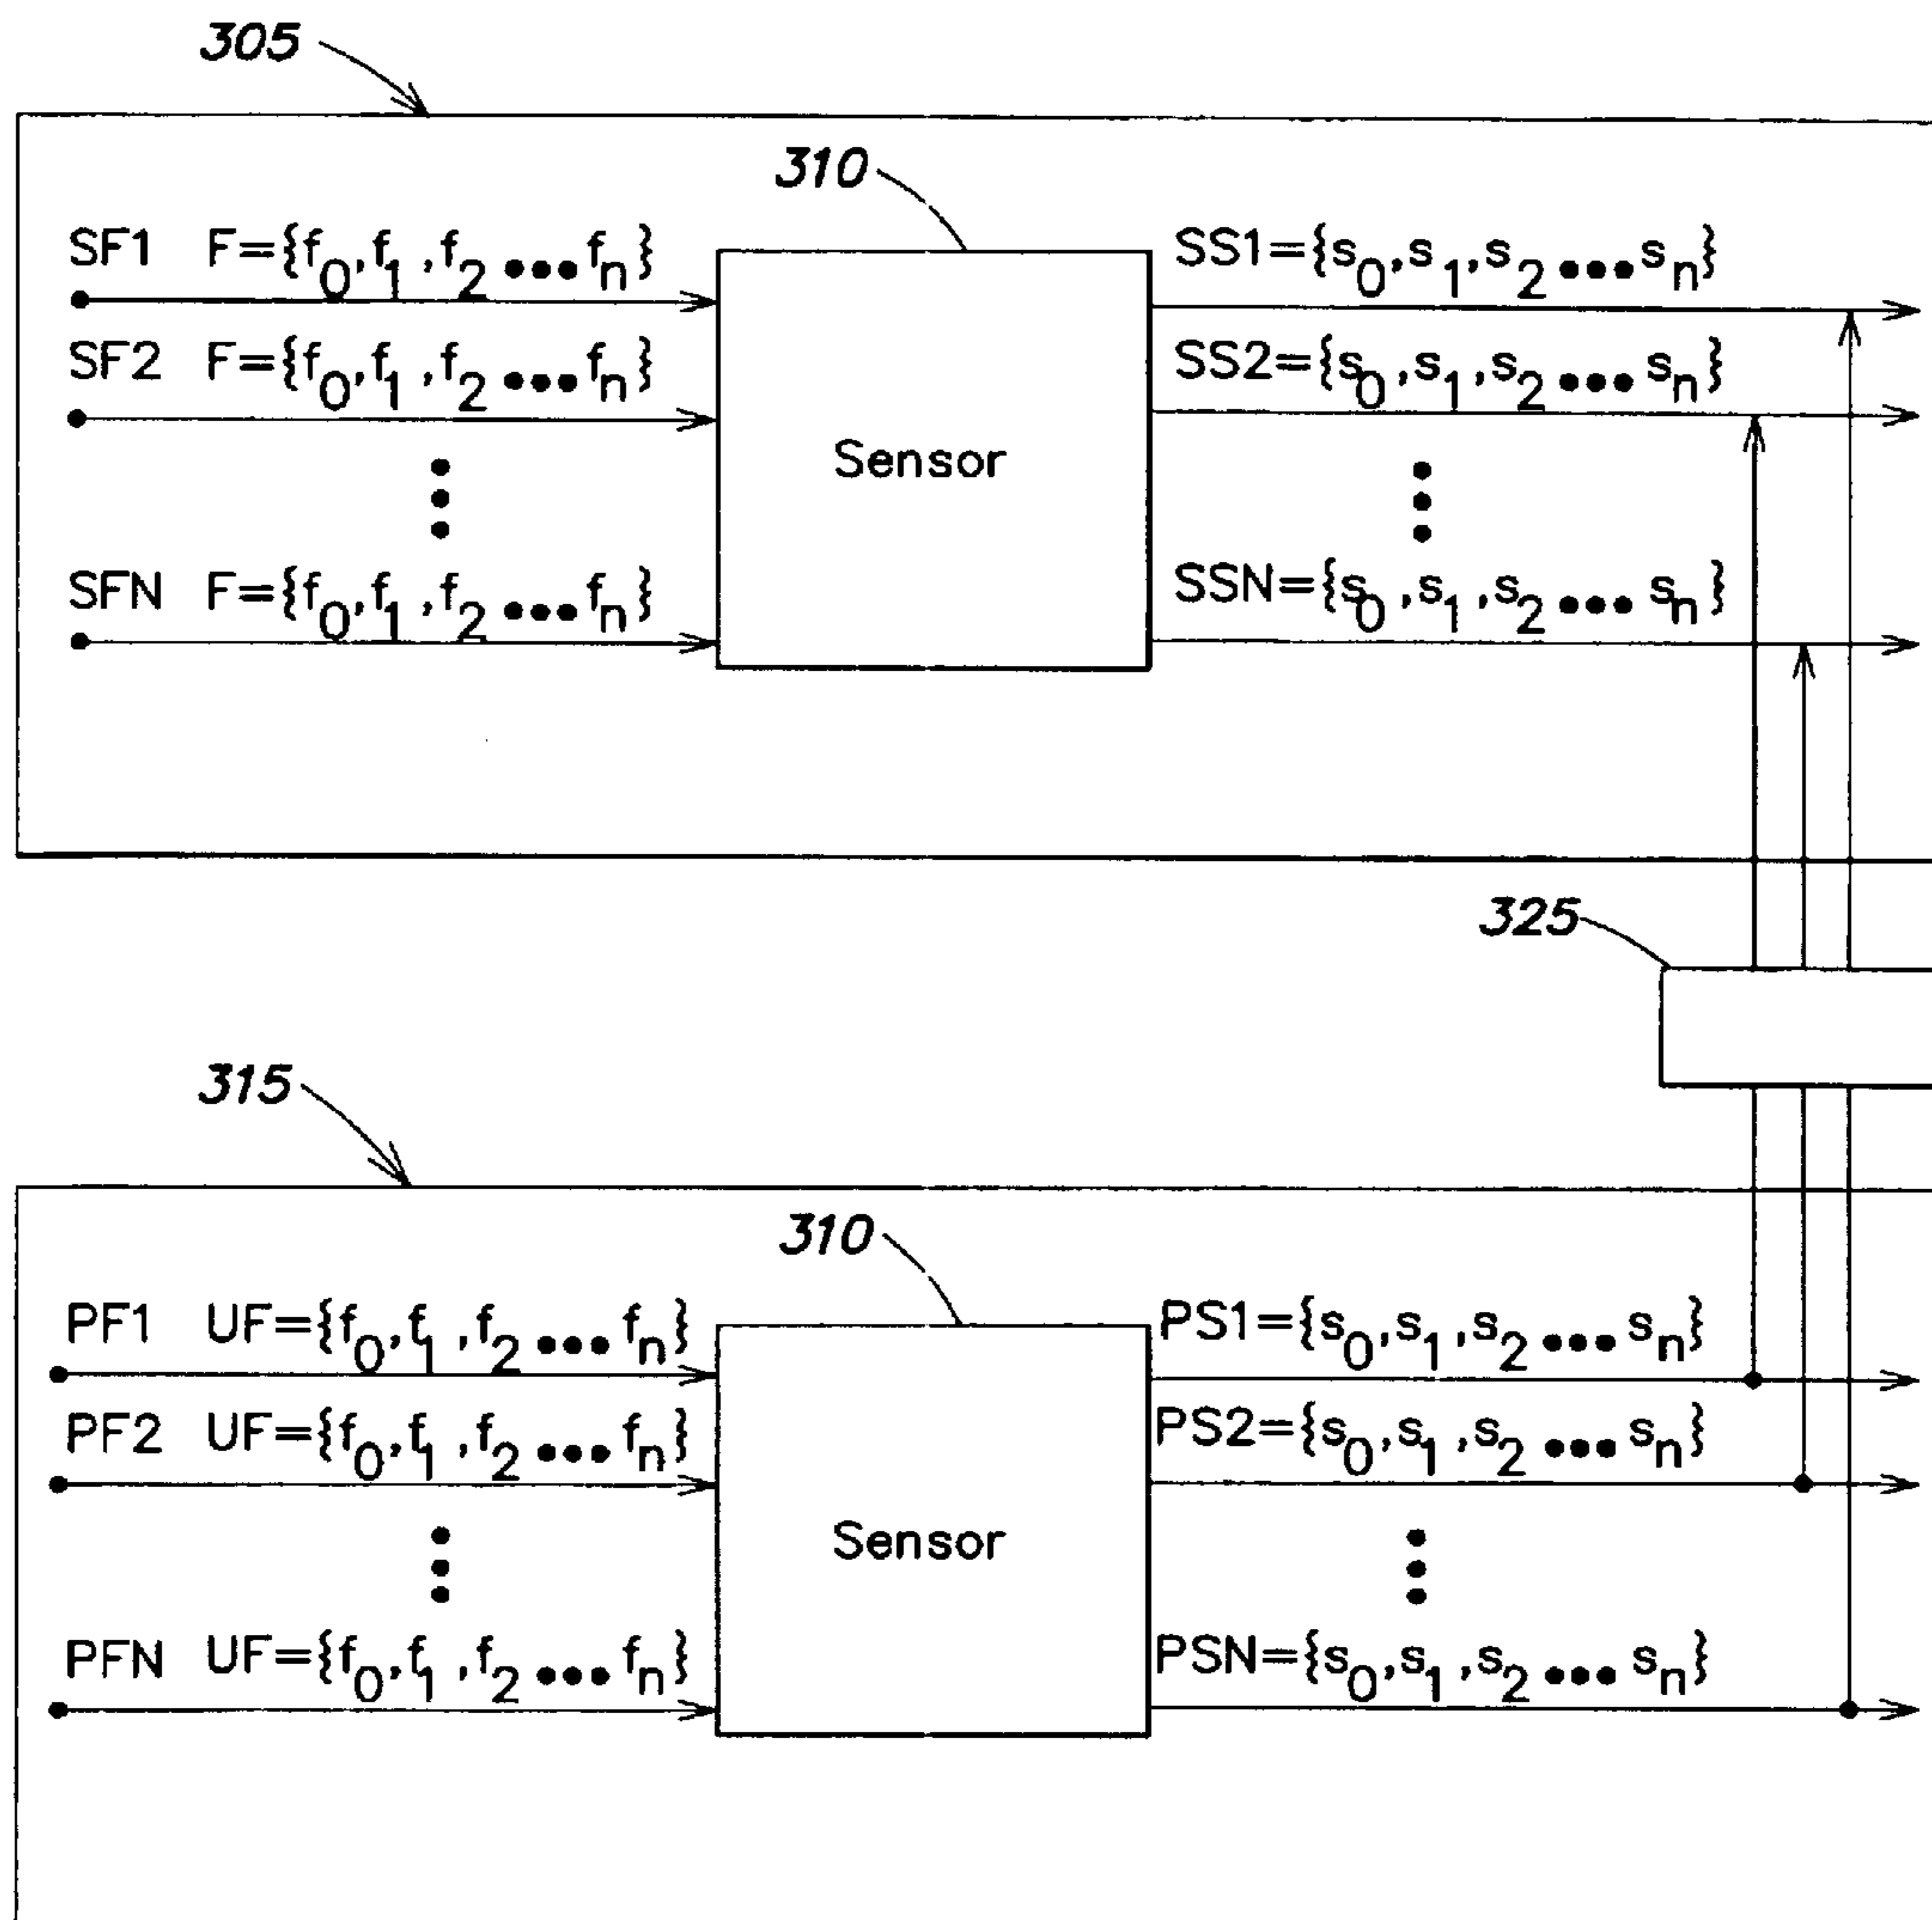 305
310
SF1 F={f0,f1,f2•••fn}
SS1={s0,s1,s2•••sn}
SF2 F={f0,f1,f2•••fn}
SS2={s0,s1,s2•••sn}
Sensor
SFN F={f0,f1,f2•••fn}
SSN={s0,s1,s2•••sn}
325
315
310
PF1 UF={f0,f1,f2•••fn}
PS1={s0,s1,s2•••sn}
PF2 UF={f0,f1,f2•••fn}
PS2={s0,s1,s2•••sn}
Sensor
PFN UF={f0,f1,f2•••fn}
PSN={s0,s1,s2•••sn}